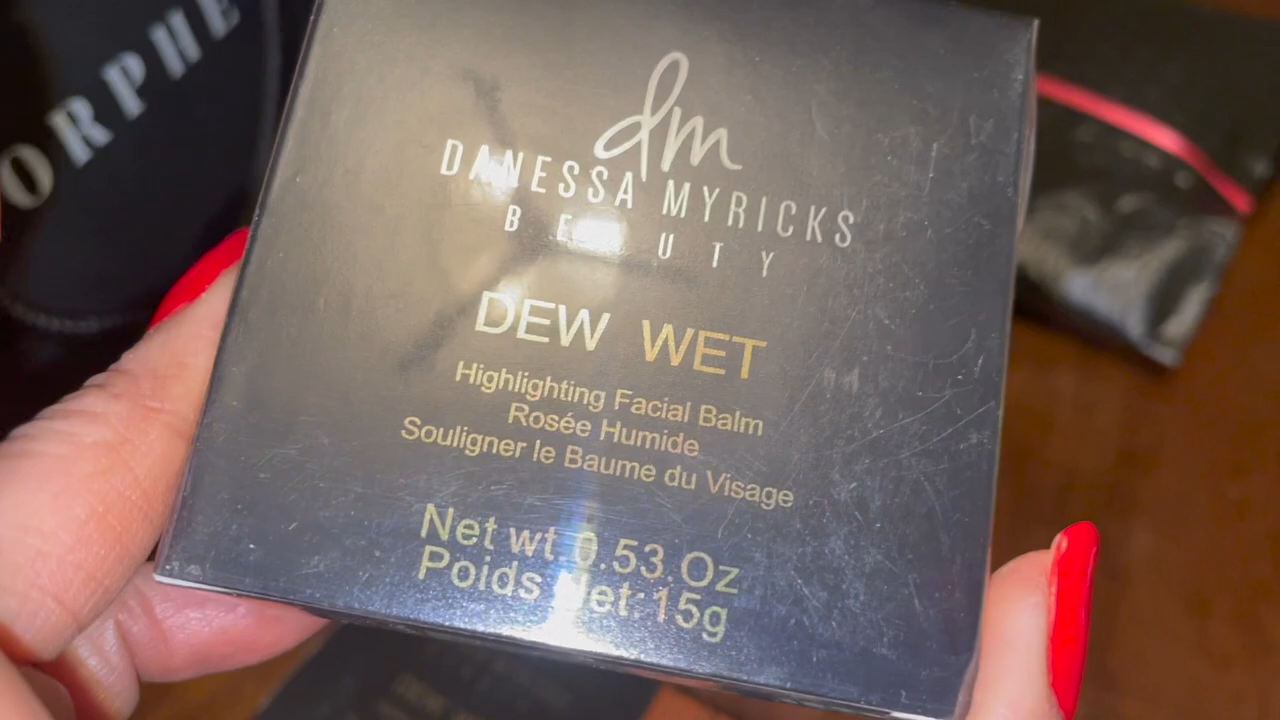 ORPHE
dm
DANESSA MYRICKS
BEAUTY
DEW WET
Highlighting Facial Balm
Rosée Humide
Souligner le Baume du Visage
Net wt 0.53.Oz
Poids Net:15g